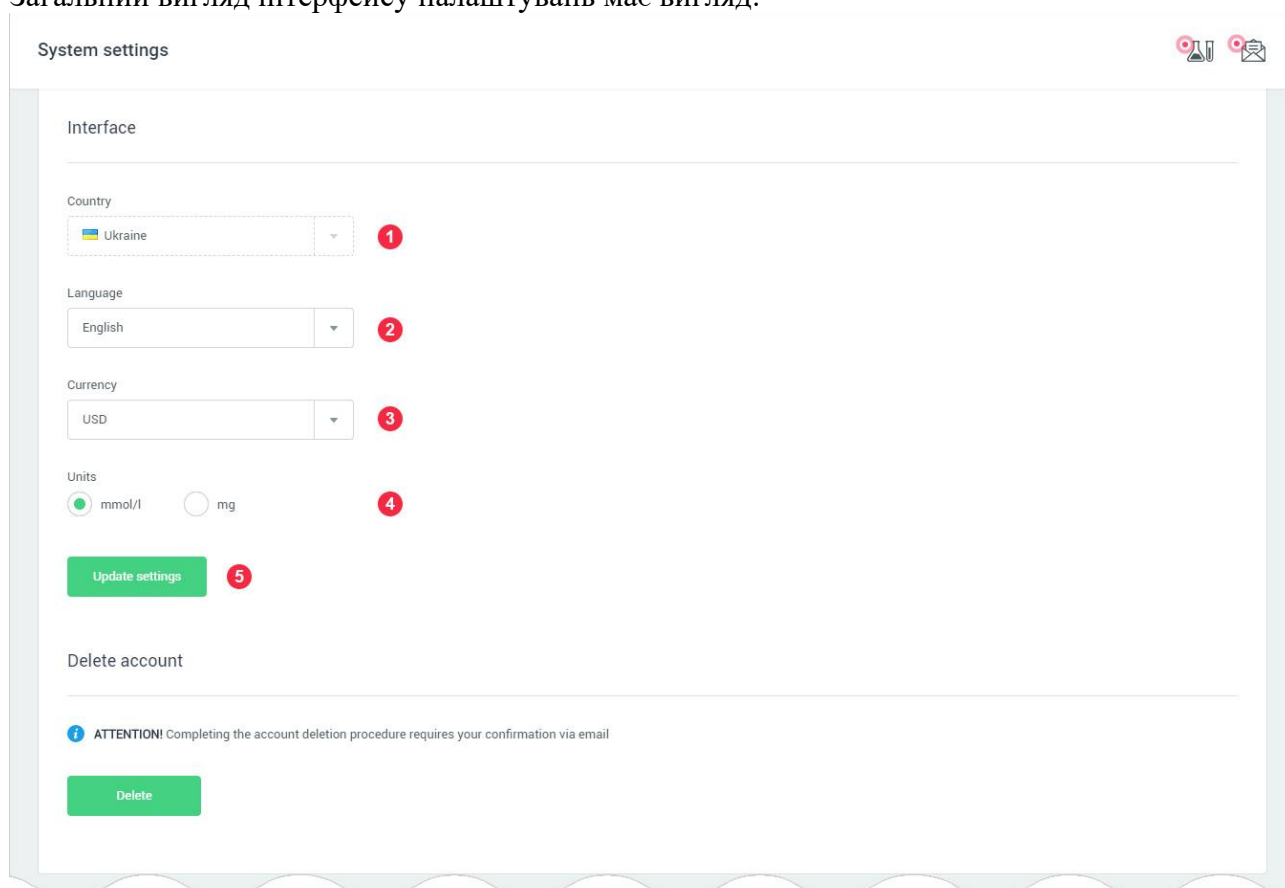 Загальний вигляд інтерфейсу налаштувань має вигляд:
System settings
Interface
Country
Ukraine
1
Language
English
2
Currency
USD
3
Units
mmol/l mg
4
Update settings
5
Delete account
ATTENTION! Completing the account deletion procedure requires your confirmation via email
Delete